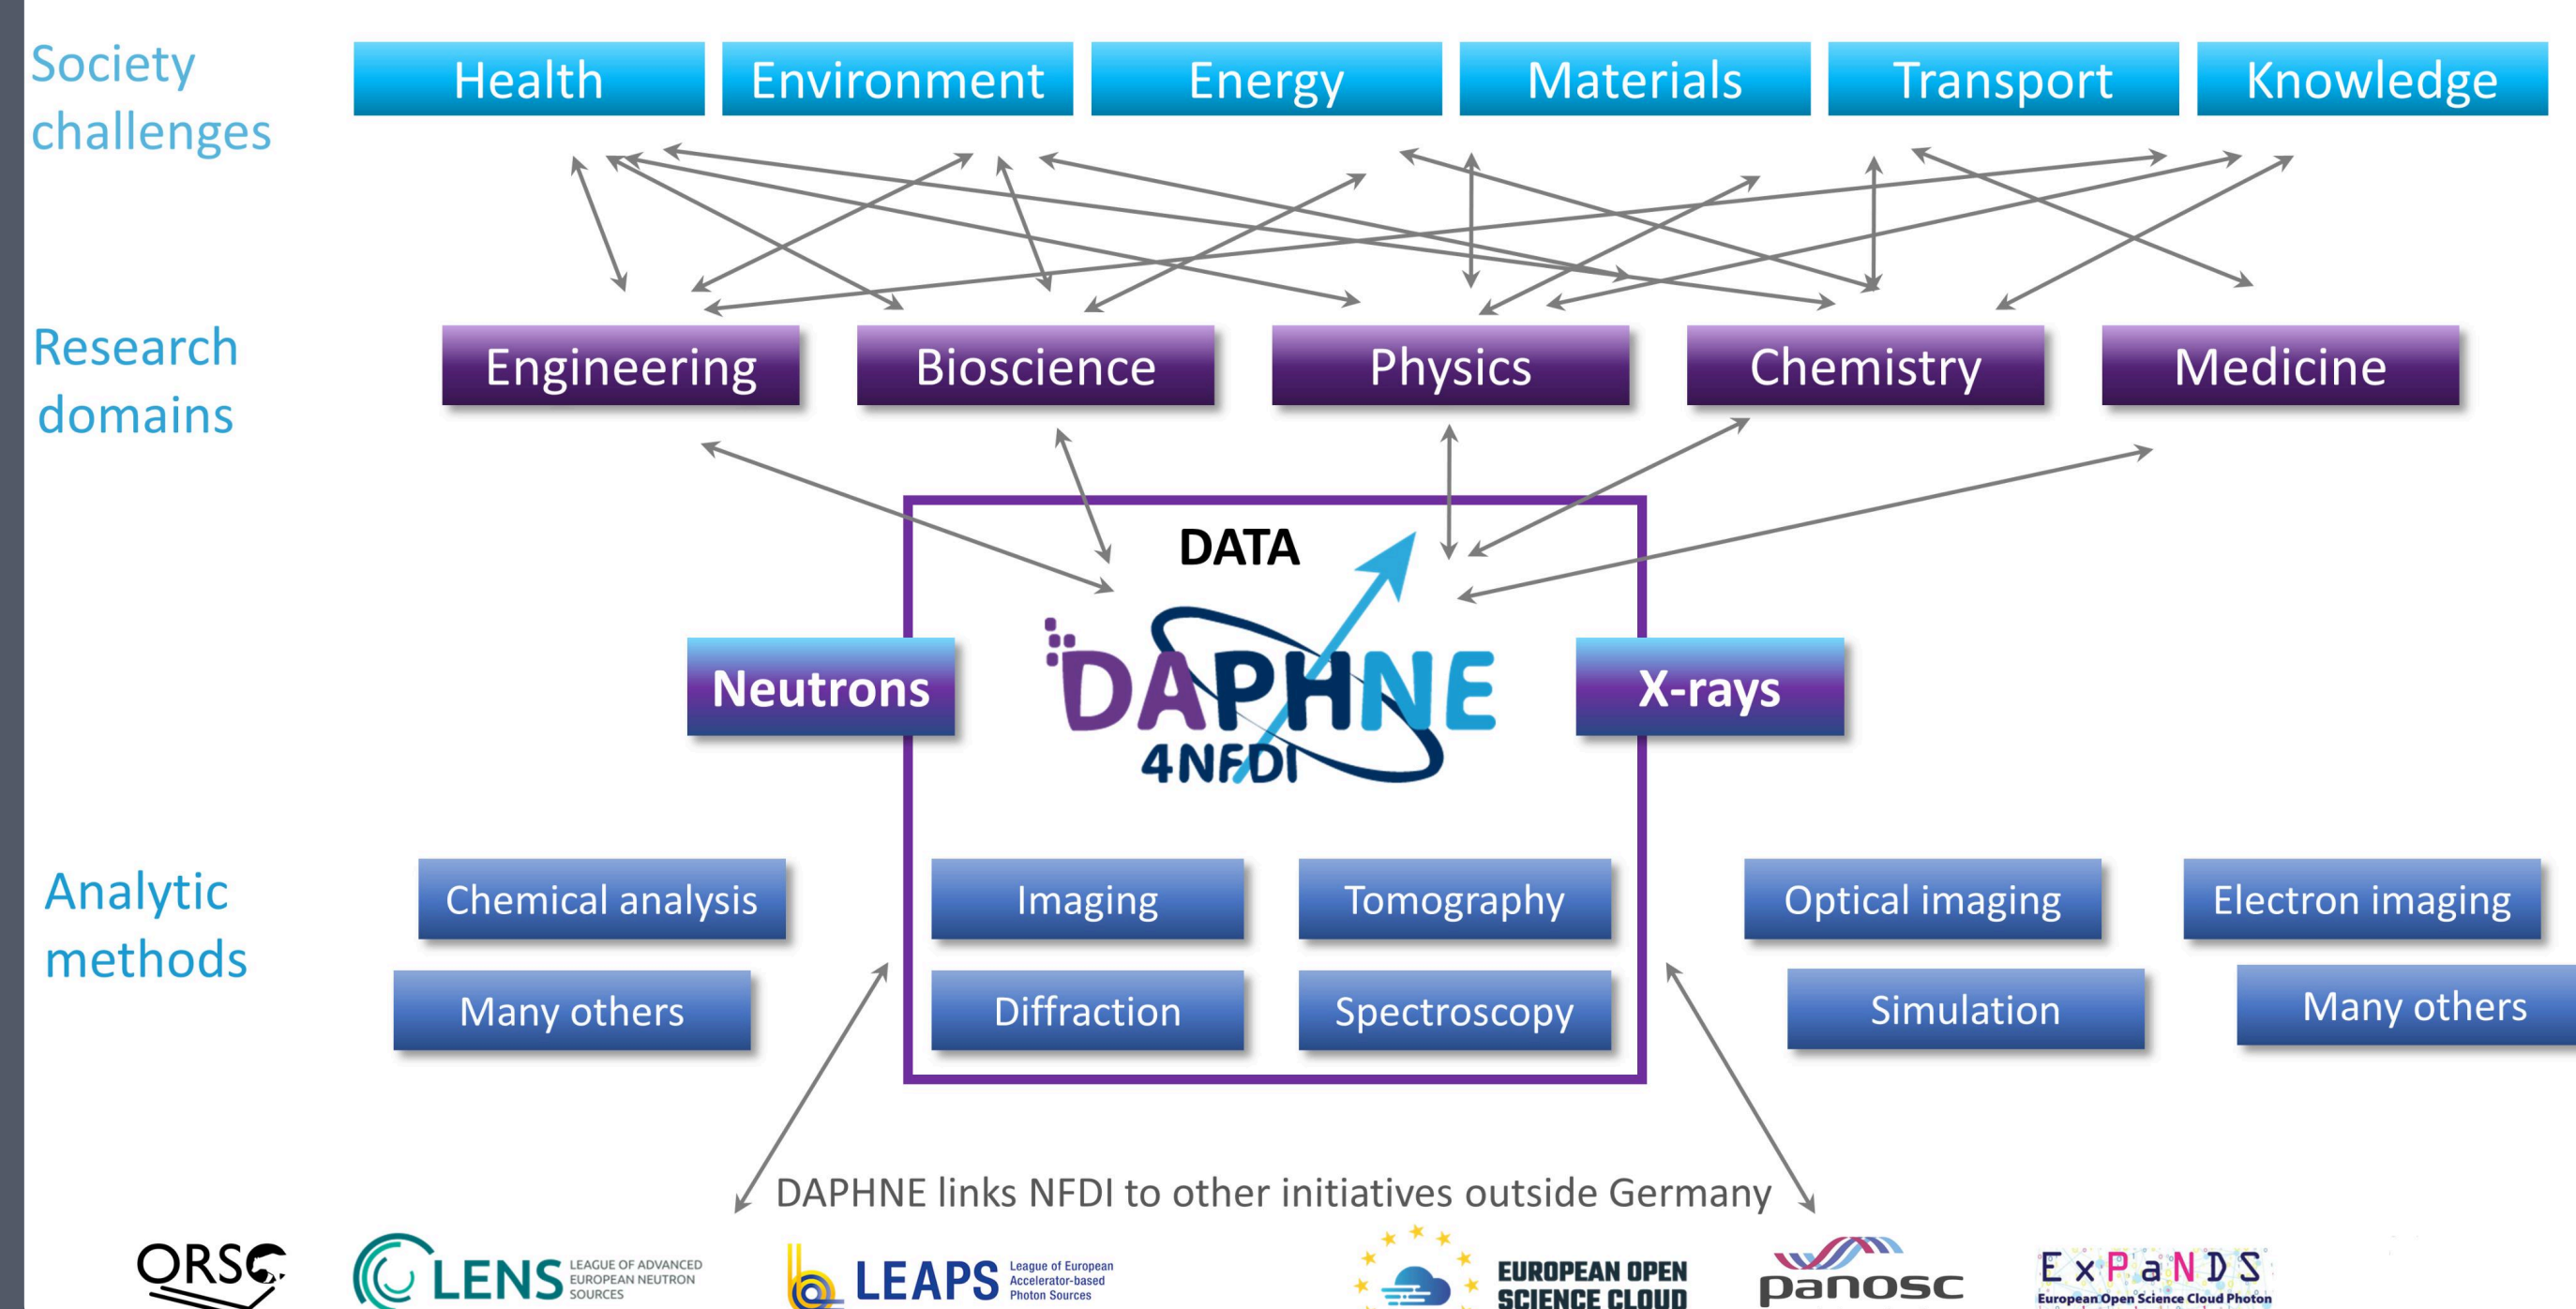 Society
challenges
Health
Environment
Energy
Materials
Transport
Knowledge
Research
domains
Engineering
Bioscience
Physics
Chemistry
Medicine
DATA
DAPHNE
4NFDI
Neutrons
X-rays
Analytic
methods
Chemical analysis
Imaging
Tomography
Optical imaging
Electron imaging
Many others
Diffraction
Spectroscopy
Simulation
Many others
DAPHNE links NFDI to other initiatives outside Germany
ORSO
LENS
LEAGUE OF ADVANCED
EUROPEAN NEUTRON
SOURCES
LEAPS
League of European
Accelerator-based
Photon Sources
EUROPEAN OPEN
SCIENCE CLOUD
panosc
ExPaNDS
European Open Science Cloud Photon